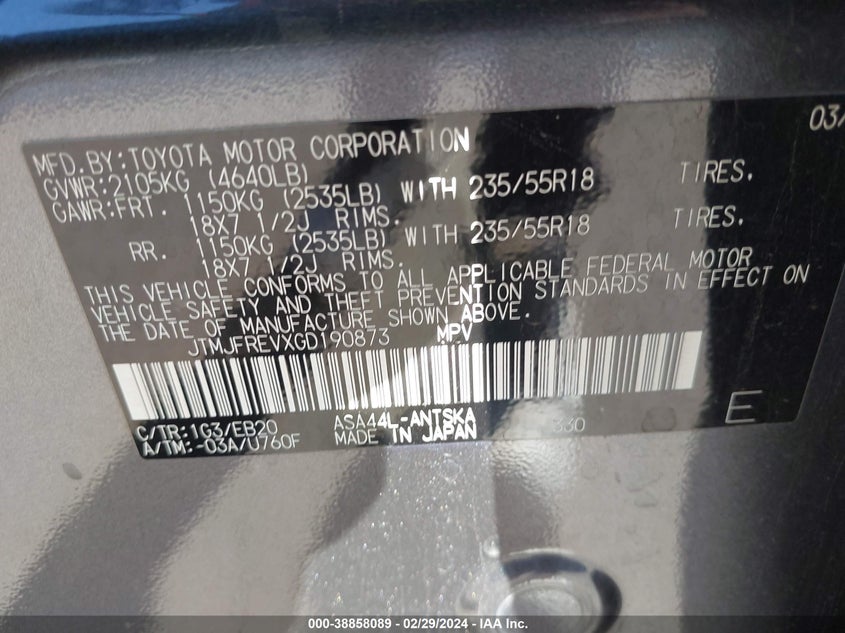 03/
MFD.BY:TOYOTA MOTOR CORPORATION
GVWR:2105KG (4640LB)
GAWR:FRT. 1150KG (2535LB) WITH 235/55R18 TIRES.
18X7 1/2J RIMS.
RR. 1150KG (2535LB) WITH 235/55R18 TIRES.
18X7 1/2J RIMS.
THIS VEHICLE CONFORMS TO ALL APPLICABLE FEDERAL MOTOR
VEHICLE SAFETY AND THEFT PREVENTION STANDARDS IN EFFECT ON
THE DATE OF MANUFACTURE SHOWN ABOVE.
JTMJFREVXGD190873 MPV
C/TR:1G3/EB20 ASA44L-ANTSKA 330 E
A/TM:-03A/U760F MADE IN JAPAN
000-38858089 / 02/29/2024 - IAA Inc.